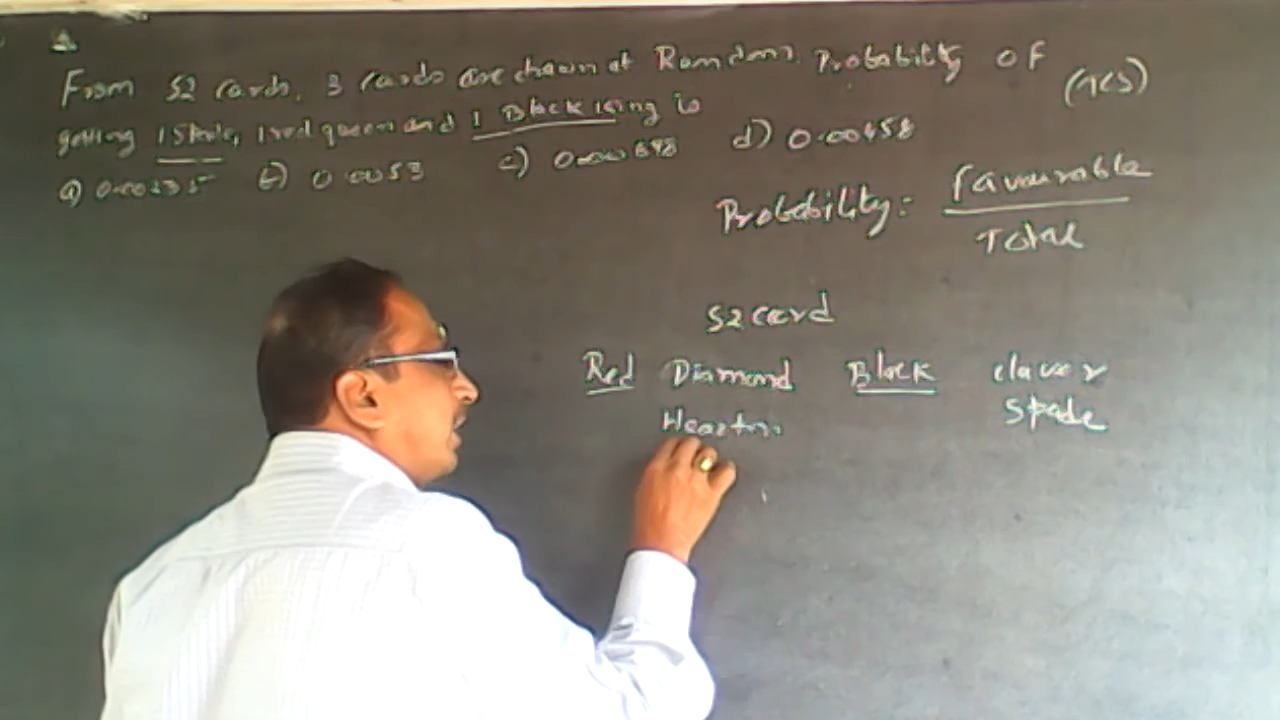 From 52 cards, 3 cards are drawn at Random. Probability of
getting 1 Spade, 1 red queen and 1 Black king is
(TCS)
a) 0.00235 b) 0.0053 c) 0.00698 d) 0.00458
Probability: favourable
Total
52 card
Red Diamond Black claver
Hearts. Spade